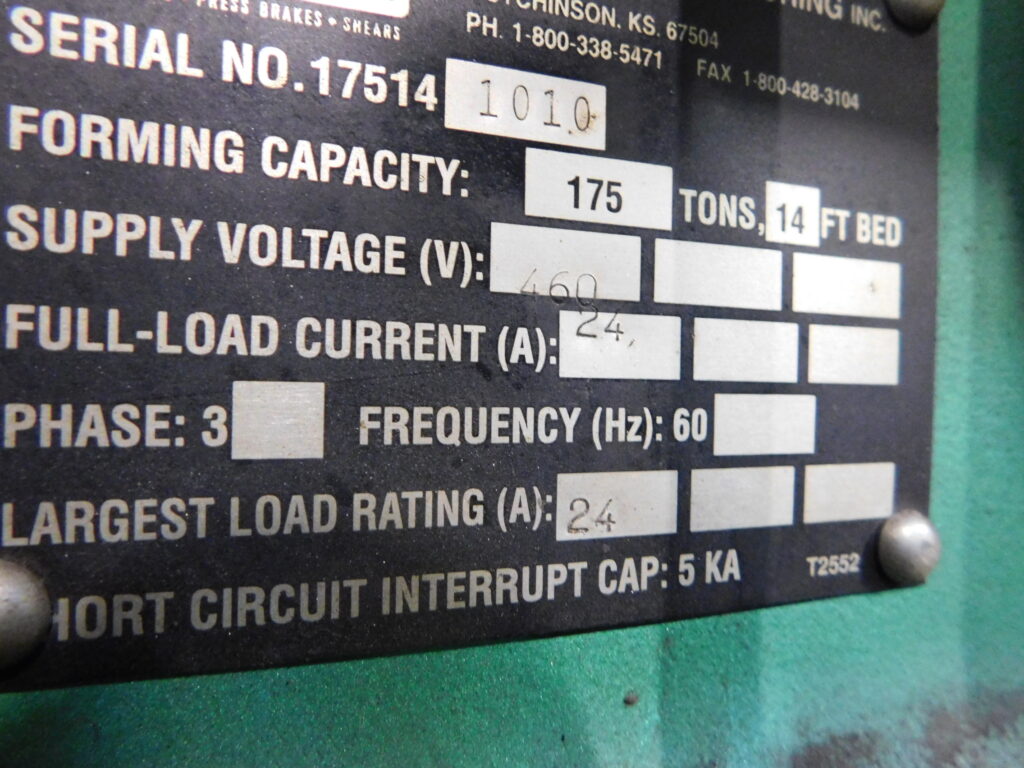 PRESS BRAKES • SHEARS
HUTCHINSON, KS. 67504
PH. 1-800-338-5471 FAX 1-800-428-3104
INC.
SERIAL NO.17514 1010
FORMING CAPACITY: 175 TONS, 14 FT BED
SUPPLY VOLTAGE (V): 460
FULL-LOAD CURRENT (A): 24
PHASE: 3 FREQUENCY (Hz): 60
LARGEST LOAD RATING (A): 24
HORT CIRCUIT INTERRUPT CAP: 5 KA T2552